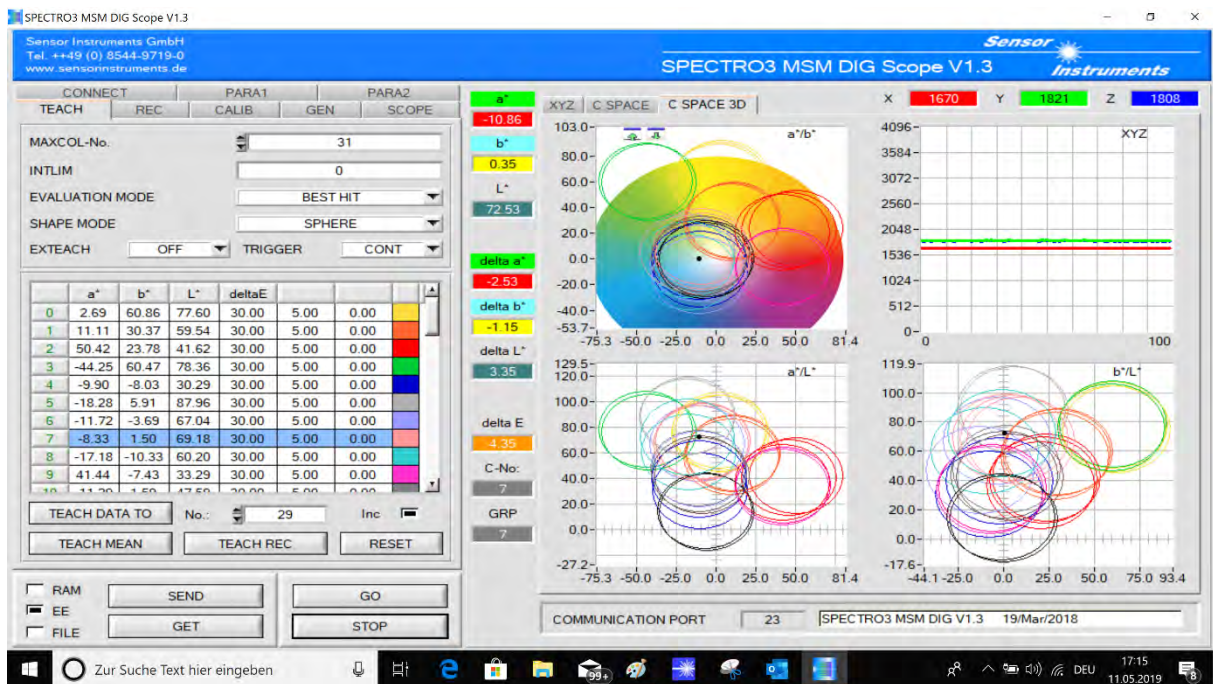 SPECTRO3 MSM DIG Scope V1.3
Sensor Instruments GmbH
Tel. ++49 (0) 8544-9719-0
www.sensorinstruments.de
Sensor
Instruments
SPECTRO3 MSM DIG Scope V1.3
CONNECT PARA1 PARA2
TEACH REC CALIB GEN SCOPE
MAXCOL-No. 31
INTLIM 0
EVALUATION MODE BEST HIT
SHAPE MODE SPHERE
EXTEACH OFF TRIGGER CONT
a* b* L* deltaE
0 2.69 60.86 77.60 30.00 5.00 0.00
1 11.11 30.37 59.54 30.00 5.00 0.00
2 50.42 23.78 41.62 30.00 5.00 0.00
3 -44.25 60.47 78.36 30.00 5.00 0.00
4 -9.90 -8.03 30.29 30.00 5.00 0.00
5 -18.28 5.91 87.96 30.00 5.00 0.00
6 -11.72 -3.69 67.04 30.00 5.00 0.00
7 -8.33 1.50 69.18 30.00 5.00 0.00
8 -17.18 -10.33 60.20 30.00 5.00 0.00
9 41.44 -7.43 33.29 30.00 5.00 0.00
TEACH DATA TO No.: 29 Inc
TEACH MEAN TEACH REC RESET
RAM
EE
FILE
SEND GO
GET STOP
a*
-10.86
b*
0.35
L*
72.53
delta a*
-2.53
delta b*
-1.15
delta L*
3.35
delta E
4.35
C-No:
7
GRP
7
XYZ C SPACE C SPACE 3D
X 1670 Y 1821 Z 1808
a*/b*
103.0-
80.0-
60.0-
40.0-
20.0-
0.0-
-20.0-
-40.0-
-53.7-
-75.3 -50.0 -25.0 0.0 25.0 50.0 81.4
XYZ
4096-
3584-
3072-
2560-
2048-
1536-
1024-
512-
0-
0 100
a*/L*
129.5-
120.0-
100.0-
80.0-
60.0-
40.0-
20.0-
0.0-
-27.2-
-75.3 -50.0 -25.0 0.0 25.0 50.0 81.4
b*/L*
119.9-
100.0-
80.0-
60.0-
40.0-
20.0-
0.0-
-17.6-
-44.1 -25.0 0.0 25.0 50.0 75.0 93.4
COMMUNICATION PORT 23 SPECTRO3 MSM DIG V1.3 19/Mar/2018
Zur Suche Text hier eingeben
99+
DEU
17:15
11.05.2019
8